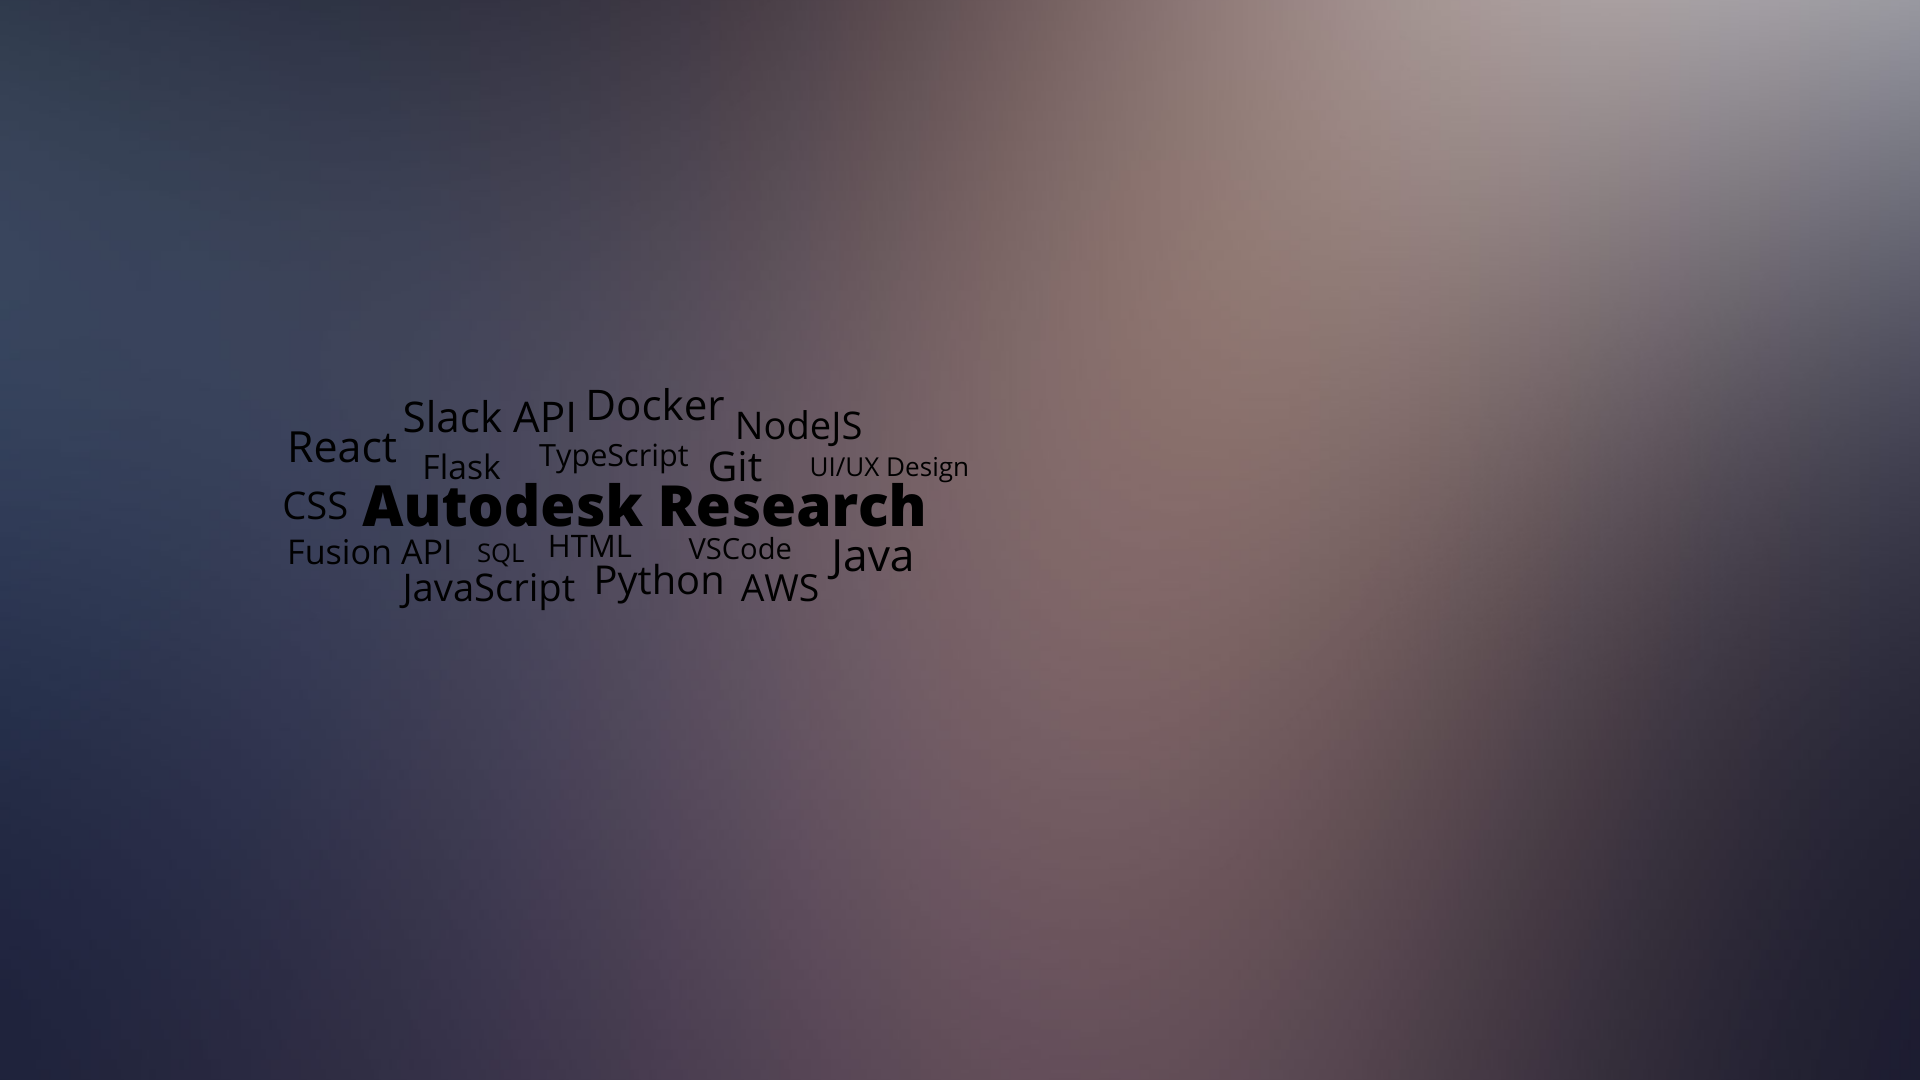 Slack API Docker NodeJS
React Flask TypeScript Git UI/UX Design
CSS Autodesk Research
Fusion API SQL HTML VSCode Java
JavaScript Python AWS